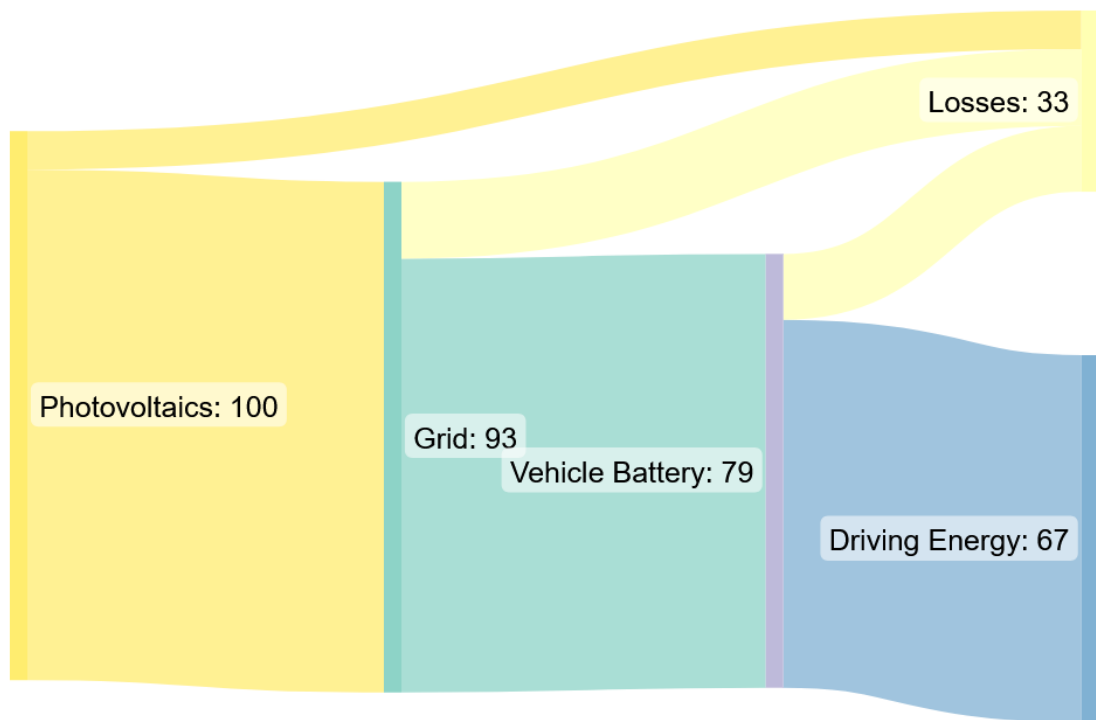 Losses: 33
Photovoltaics: 100
Grid: 93
Vehicle Battery: 79
Driving Energy: 67